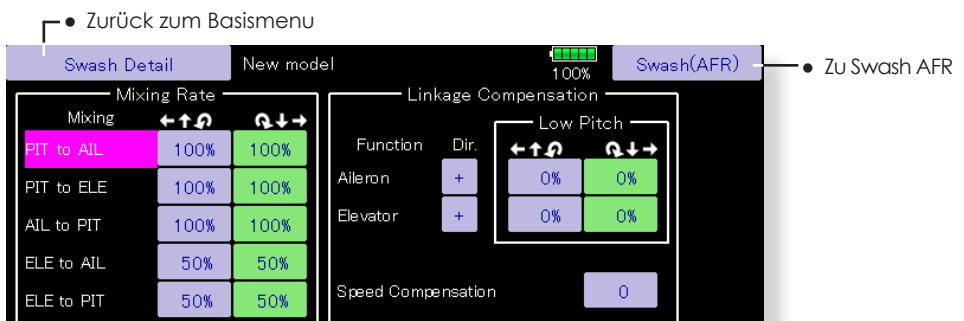 ● Zurück zum Basismenu
Swash Detail New model 100% Swash(AFR) ● Zu Swash AFR
Mixing Rate
Mixing ←↑↶ ↷↓→
PIT to AIL 100% 100%
PIT to ELE 100% 100%
AIL to PIT 100% 100%
ELE to AIL 50% 50%
ELE to PIT 50% 50%
Linkage Compensation
Low Pitch
Function Dir. ←↑↶ ↷↓→
Aileron + 0% 0%
Elevator + 0% 0%
Speed Compensation 0